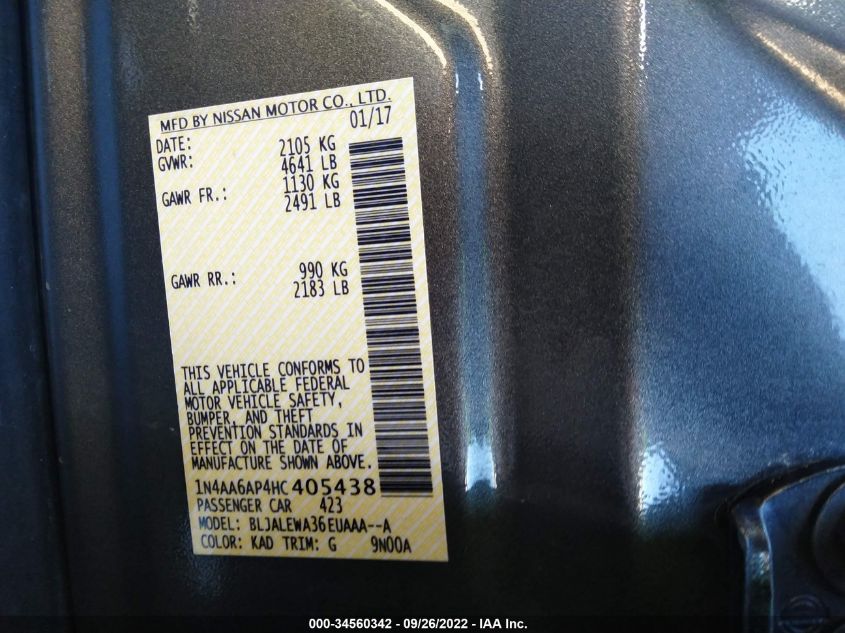 MFD BY NISSAN MOTOR CO., LTD.
DATE: 01/17
GVWR: 2105 KG
4641 LB
GAWR FR.: 1130 KG
2491 LB
GAWR RR.: 990 KG
2183 LB
THIS VEHICLE CONFORMS TO
ALL APPLICABLE FEDERAL
MOTOR VEHICLE SAFETY,
BUMPER, AND THEFT
PREVENTION STANDARDS IN
EFFECT ON THE DATE OF
MANUFACTURE SHOWN ABOVE.
1N4AA6AP4HC405438
PASSENGER CAR 423
MODEL: BLJALEWA36EUAAA--A
COLOR: KAD TRIM: G 9N00A
000-34560342 - 09/26/2022 - IAA Inc.